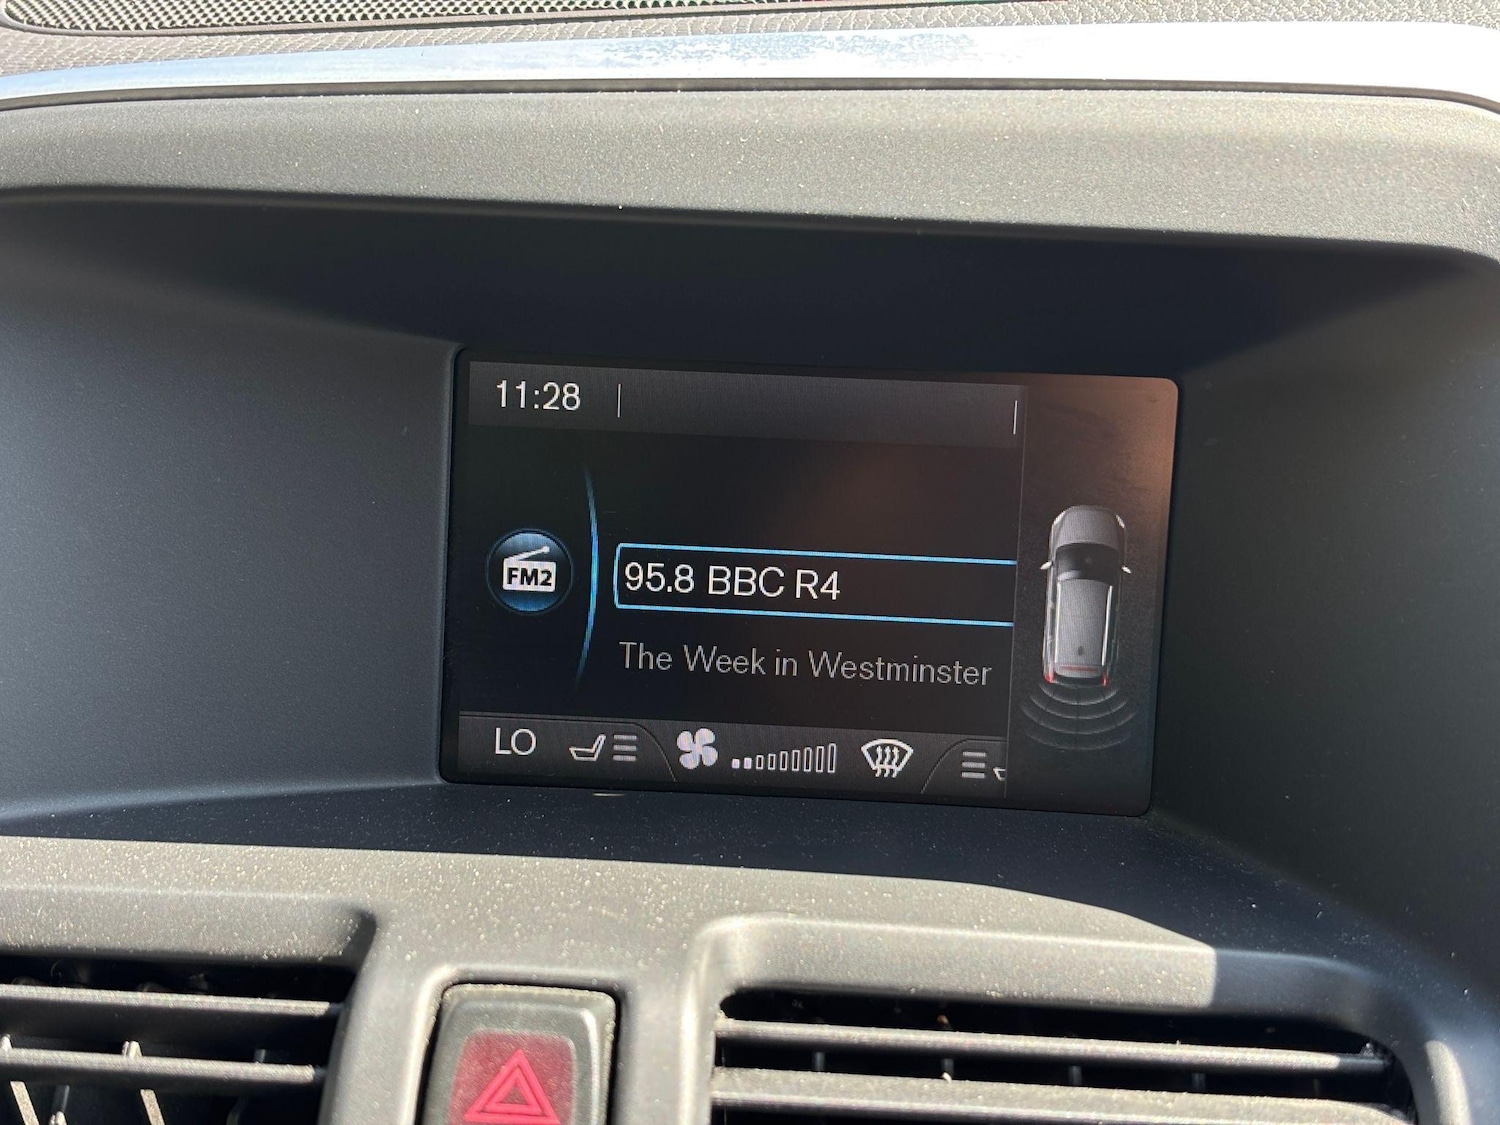 11:28
FM2
95.8 BBC R4
The Week in Westminster
LO